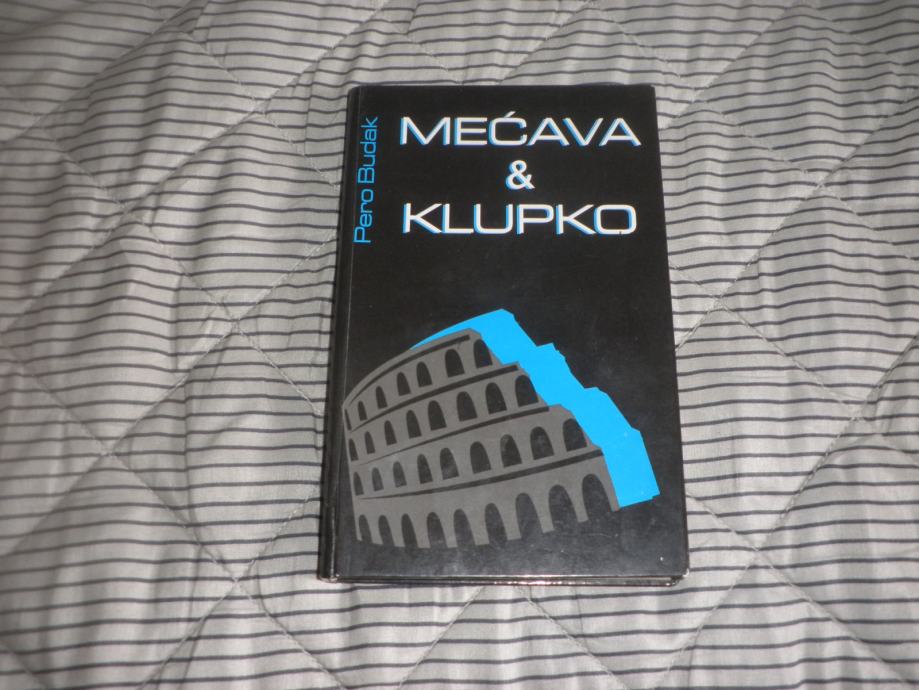 Pero Budak
MEĆAVA
&
KLUPKO